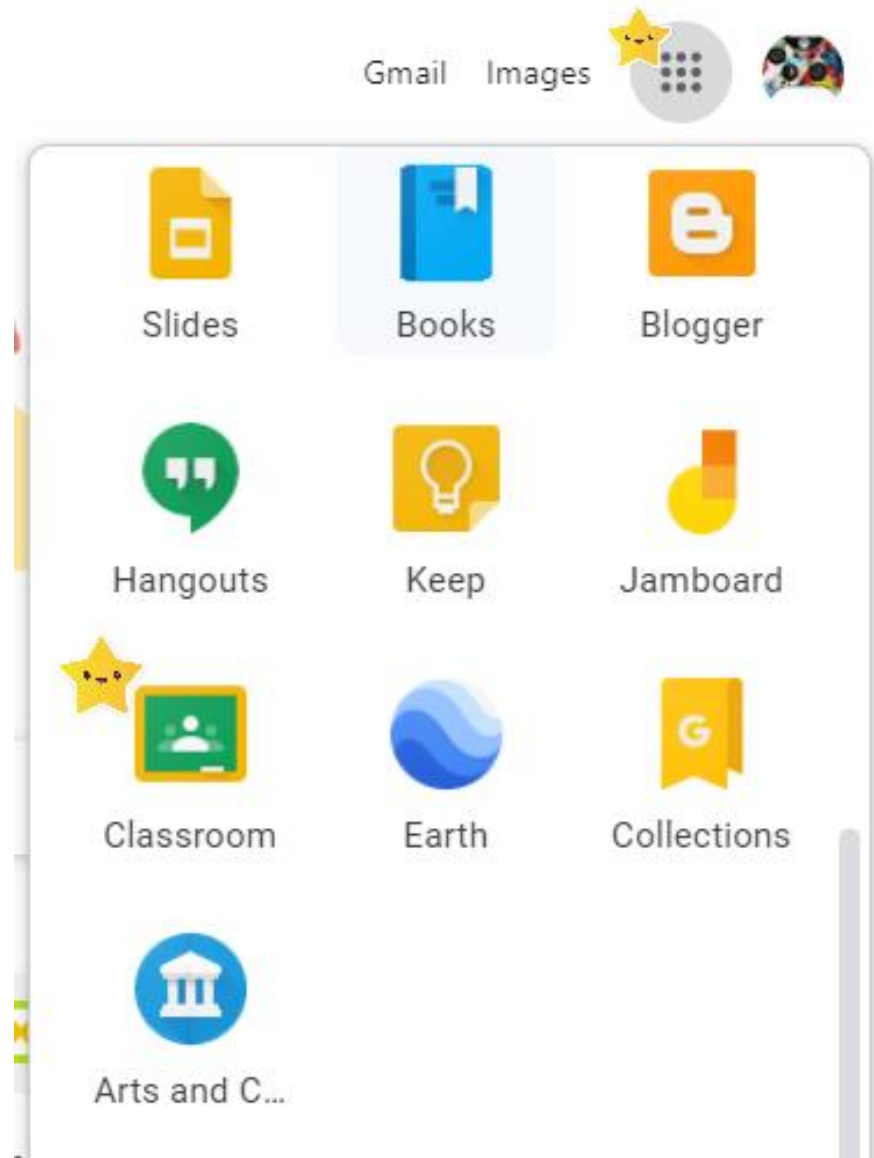 Gmail Images
Slides Books Blogger
Hangouts Keep Jamboard
G
Classroom Earth Collections
Arts and C...